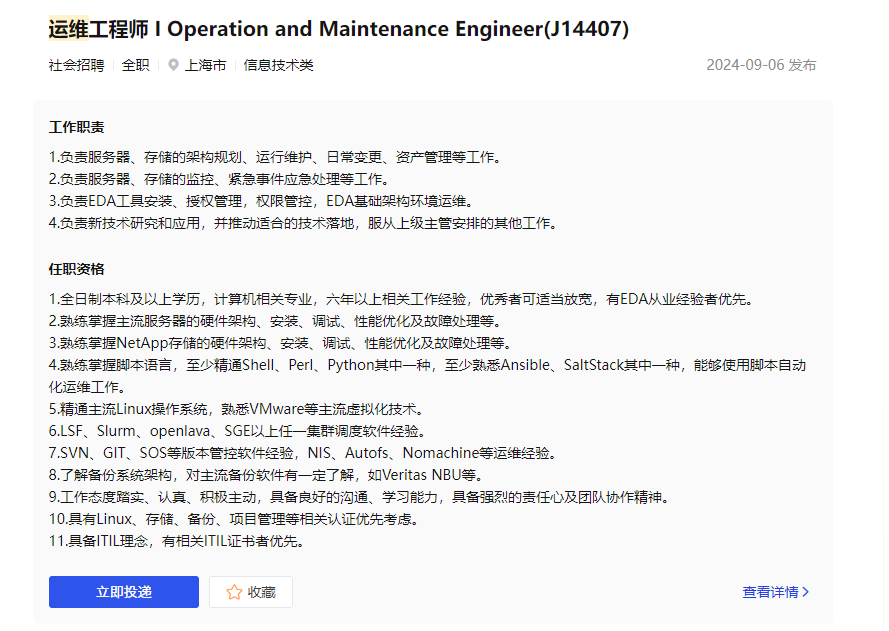 运维工程师 I Operation and Maintenance Engineer(J14407)
社会招聘 全职 上海市 信息技术类 2024-09-06 发布
工作职责
1.负责服务器、存储的架构规划、运行维护、日常变更、资产管理等工作。
2.负责服务器、存储的监控、紧急事件应急处理等工作。
3.负责EDA工具安装、授权管理，权限管控，EDA基础架构环境运维。
4.负责新技术研究和应用，并推动适合的技术落地，服从上级主管安排的其他工作。
任职资格
1.全日制本科及以上学历，计算机相关专业，六年以上相关工作经验，优秀者可适当放宽，有EDA从业经验者优先。
2.熟练掌握主流服务器的硬件架构、安装、调试、性能优化及故障处理等。
3.熟练掌握NetApp存储的硬件架构、安装、调试、性能优化及故障处理等。
4.熟练掌握脚本语言，至少精通Shell、Perl、Python其中一种，至少熟悉Ansible、SaltStack其中一种，能够使用脚本自动
化运维工作。
5.精通主流Linux操作系统，熟悉VMware等主流虚拟化技术。
6.LSF、Slurm、openlava、SGE以上任一集群调度软件经验。
7.SVN、GIT、SOS等版本管控软件经验，NIS、Autofs、Nomachine等运维经验。
8.了解备份系统架构，对主流备份软件有一定了解，如Veritas NBU等。
9.工作态度踏实、认真、积极主动，具备良好的沟通、学习能力，具备强烈的责任心及团队协作精神。
10.具有Linux、存储、备份、项目管理等相关认证优先考虑。
11.具备ITIL理念，有相关ITIL证书者优先。
立即投递 收藏 查看详情